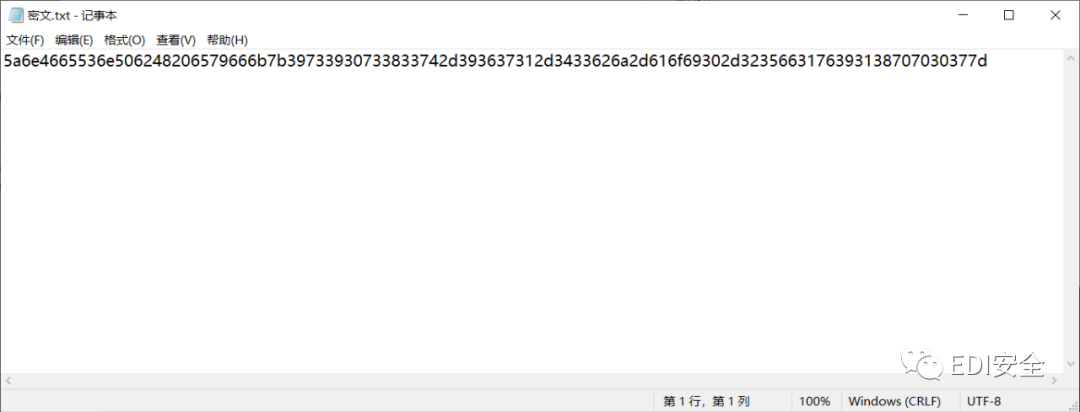 密文.txt - 记事本
文件(F) 编辑(E) 格式(O) 查看(V) 帮助(H)
5a6e4665536e506248206579666b7b39733930733833742d393637312d3433626a2d616f69302d3235663176393138707030377d
EDI安全
第 1 行，第 1 列 100% Windows (CRLF) UTF-8